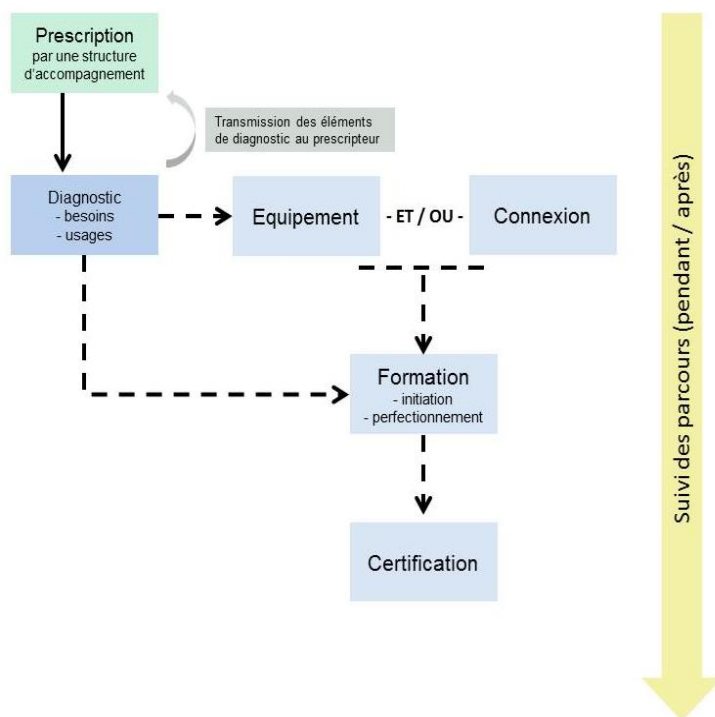 Prescription
par une structure
d'accompagnement
Transmission des éléments
de diagnostic au prescripteur
Diagnostic
- besoins
- usages
Equipement
- ET / OU -
Connexion
Formation
- initiation
- perfectionnement
Certification
Suivi des parcours (pendant / après)